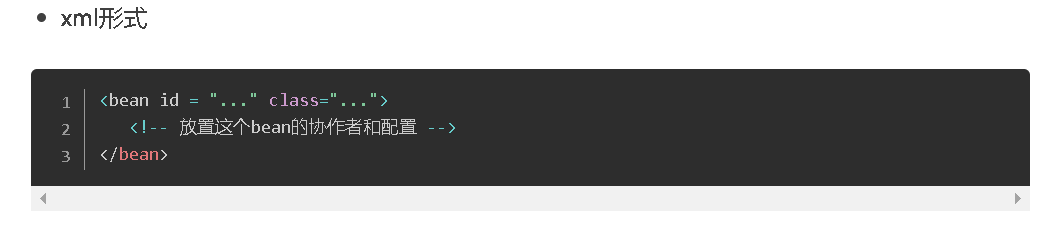 xml形式
1 <bean id = "..." class="...">
2 <!-- 放置这个bean的协作者和配置 -->
3 </bean>